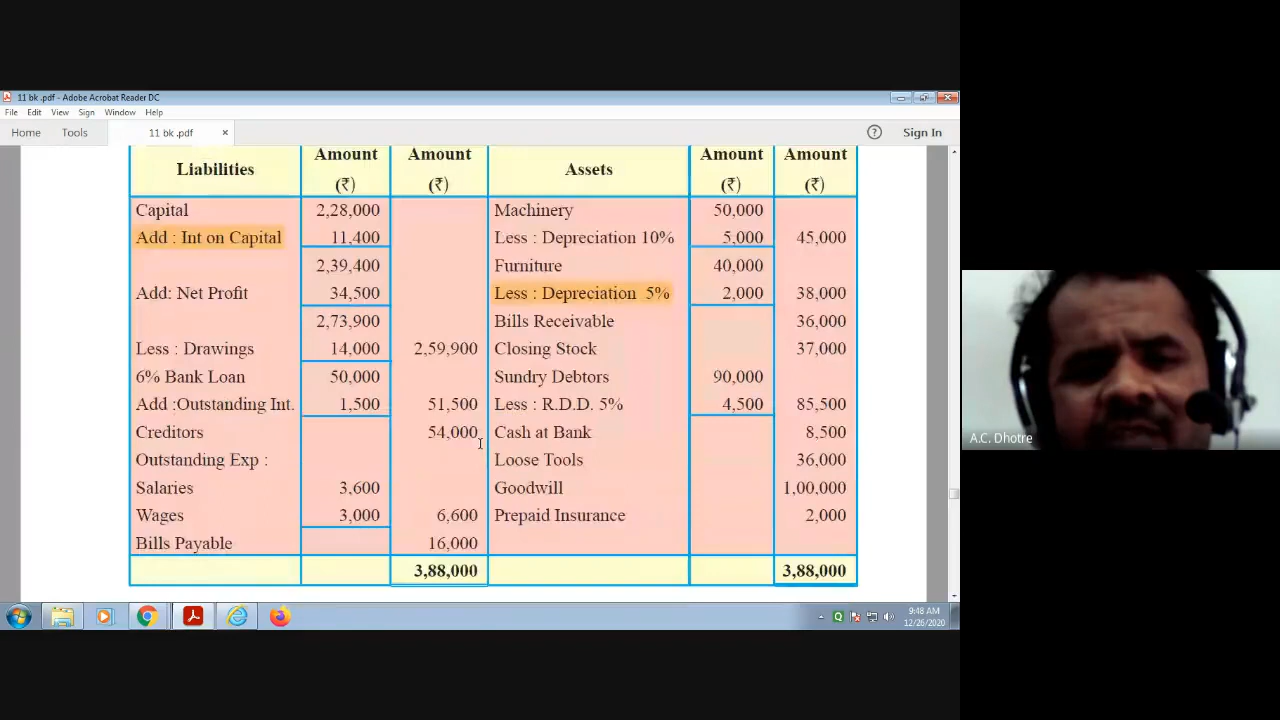 11 bk .pdf - Adobe Acrobat Reader DC
File Edit View Sign Window Help
Home Tools 11 bk .pdf × ? Sign In
Liabilities Amount (₹) Amount (₹) Assets Amount (₹) Amount (₹)
Capital 2,28,000 Machinery 50,000
Add : Int on Capital 11,400 Less : Depreciation 10% 5,000 45,000
2,39,400 Furniture 40,000
Add: Net Profit 34,500 Less : Depreciation 5% 2,000 38,000
2,73,900 Bills Receivable 36,000
Less : Drawings 14,000 2,59,900 Closing Stock 37,000
6% Bank Loan 50,000 Sundry Debtors 90,000
Add :Outstanding Int. 1,500 51,500 Less : R.D.D. 5% 4,500 85,500
Creditors 54,000 Cash at Bank 8,500
Outstanding Exp : Loose Tools 36,000
Salaries 3,600 Goodwill 1,00,000
Wages 3,000 6,600 Prepaid Insurance 2,000
Bills Payable 16,000
3,88,000 3,88,000
A.C. Dhotre
9:48 AM
12/26/2020